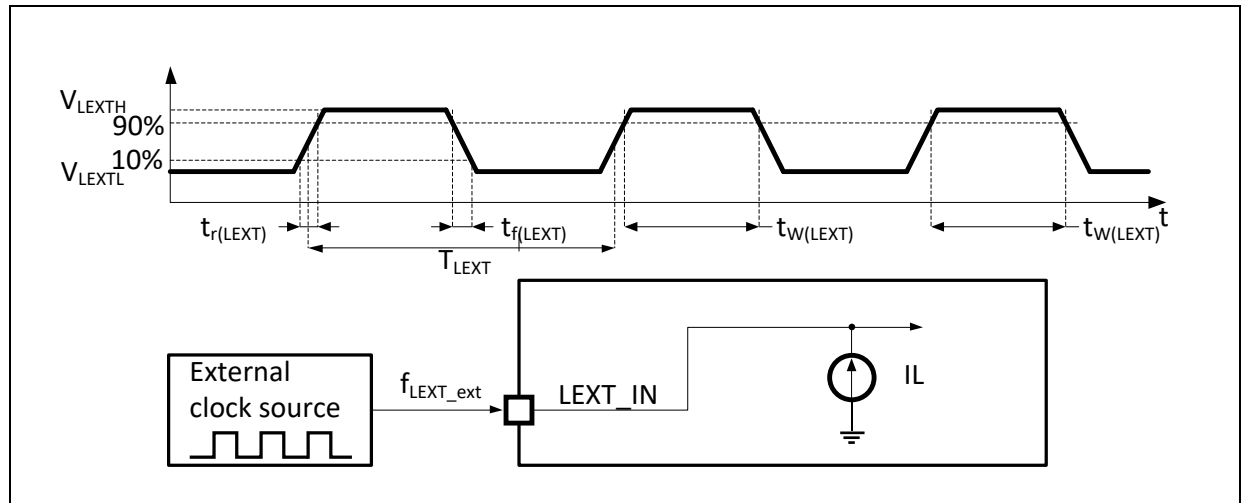 V_LEXTH
90%
10%
V_LEXTL
t
t_r(LEXT)
t_f(LEXT)
t_W(LEXT)
t_W(LEXT)
T_LEXT
External
clock source
f_LEXT_ext
LEXT_IN
IL